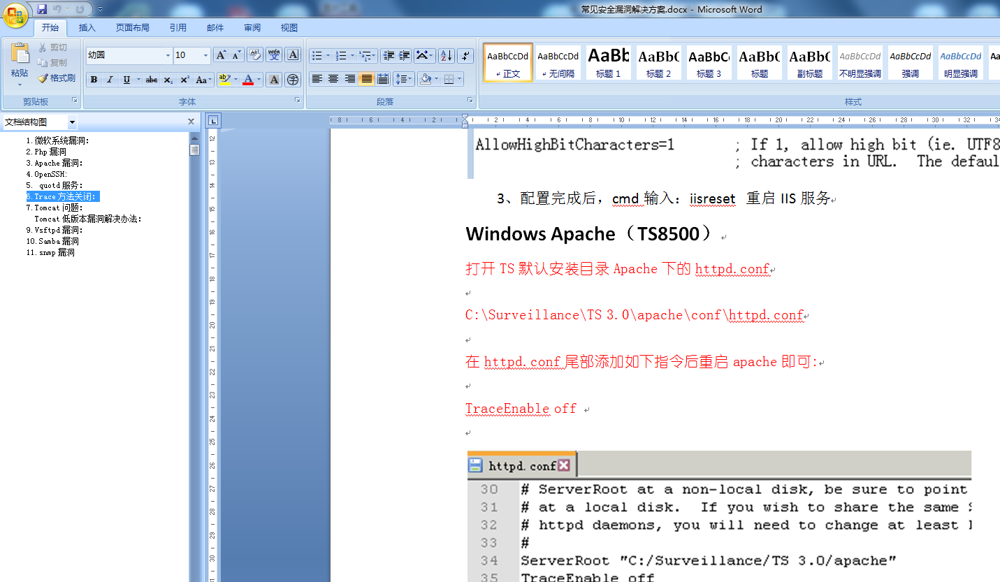 常见安全漏洞解决方案.docx - Microsoft Word
开始 插入 页面布局 引用 邮件 审阅 视图
粘贴
剪切
复制
格式刷
剪贴板
幼圆 10
字体
段落
AaBbCcDd AaBbCcDd AaBb AaBbC AaBbC AaBbC AaBbC AaBbCcDd AaBbCcDd AaBbCcDd
正文 无间隔 标题 1 标题 2 标题 3 标题 副标题 不明显强调 强调 明显强调
样式
文档结构图
1.微软系统漏洞:
2.Php 漏洞
3.Apache 漏洞:
4.OpenSSH:
5. quotd 服务:
6.Trace 方法关闭:
7.Tomcat 问题:
Tomcat 低版本漏洞解决办法:
9.Vsftpd 漏洞:
10.Samba 漏洞
11.snmp 漏洞
AllowHighBitCharacters=1 ; If 1, allow high bit (ie. UTF8
; characters in URL. The defaul
3、配置完成后，cmd 输入：iisreset 重启 IIS 服务
Windows Apache（TS8500）
打开 TS 默认安装目录 Apache 下的 httpd.conf
C:\Surveillance\TS 3.0\apache\conf\httpd.conf
在 httpd.conf 尾部添加如下指令后重启 apache 即可:
TraceEnable off
httpd.conf
30 # ServerRoot at a non-local disk, be sure to point
31 # at a local disk. If you wish to share the same
32 # httpd daemons, you will need to change at least
33 #
34 ServerRoot "C:/Surveillance/TS 3.0/apache"
35 TraceEnable off